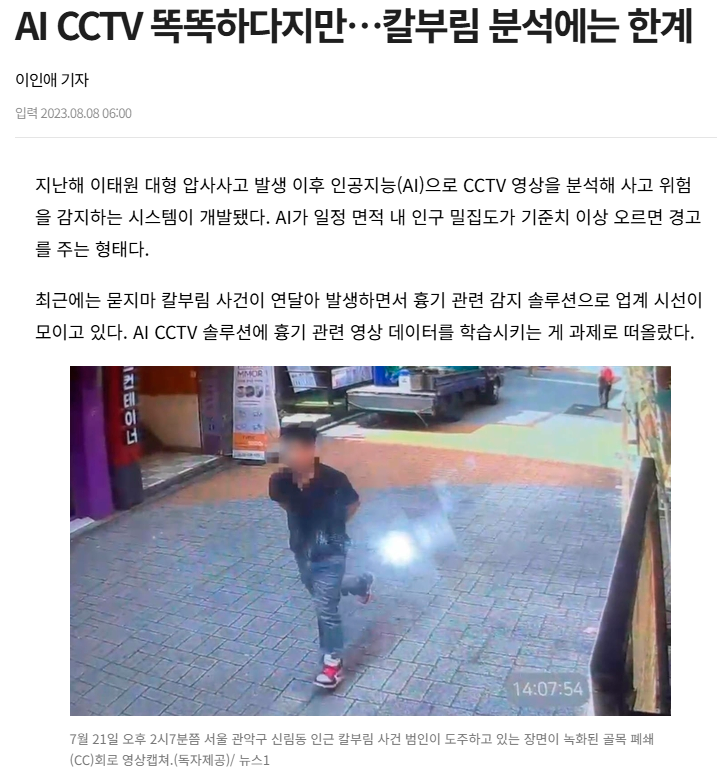 AI CCTV 똑똑하다지만…칼부림 분석에는 한계
이인애 기자
입력 2023.08.08 06:00
지난해 이태원 대형 압사사고 발생 이후 인공지능(AI)으로 CCTV 영상을 분석해 사고 위험
을 감지하는 시스템이 개발됐다. AI가 일정 면적 내 인구 밀집도가 기준치 이상 오르면 경고
를 주는 형태다.
최근에는 묻지마 칼부림 사건이 연달아 발생하면서 흉기 관련 감지 솔루션으로 업계 시선이
모이고 있다. AI CCTV 솔루션에 흉기 관련 영상 데이터를 학습시키는 게 과제로 떠올랐다.
컨테이너
14:07:54
7월 21일 오후 2시7분쯤 서울 관악구 신림동 인근 칼부림 사건 범인이 도주하고 있는 장면이 녹화된 골목 폐쇄
(CC)회로 영상캡쳐.(독자제공)/ 뉴스1